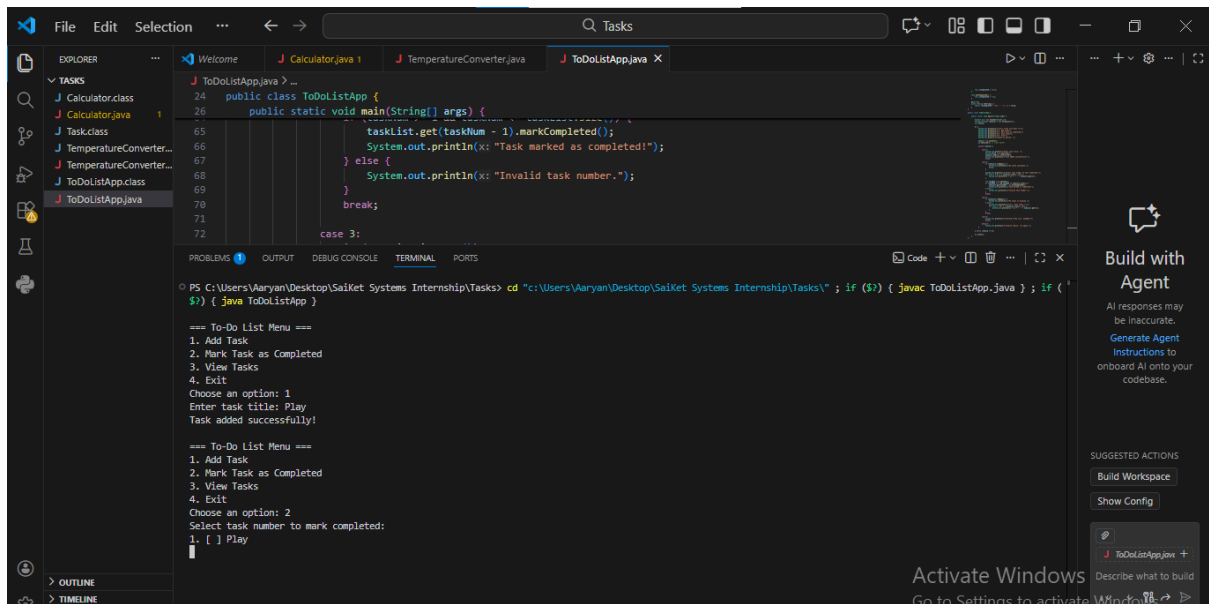 File Edit Selection ··· Tasks
EXPLORER ···
Welcome
Calculator.java 1
TemperatureConverter.java
ToDoListApp.java
TASKS
Calculator.class
Calculator.java 1
Task.class
TemperatureConverter...
TemperatureConverter...
ToDoListApp.class
ToDoListApp.java
OUTLINE
TIMELINE
ToDoListApp.java > ...
24 public class ToDoListApp {
26 public static void main(String[] args) {
65 taskList.get(taskNum - 1).markCompleted();
66 System.out.println(x: "Task marked as completed!");
67 } else {
68 System.out.println(x: "Invalid task number.");
69 }
70 break;
71
72 case 3:
PROBLEMS 1 OUTPUT DEBUG CONSOLE TERMINAL PORTS
Code
PS C:\Users\Aaryan\Desktop\SaiKet Systems Internship\Tasks> cd "c:\Users\Aaryan\Desktop\SaiKet Systems Internship\Tasks\" ; if ($?) { javac ToDoListApp.java } ; if (
$?) { java ToDoListApp }
=== To-Do List Menu ===
1. Add Task
2. Mark Task as Completed
3. View Tasks
4. Exit
Choose an option: 1
Enter task title: Play
Task added successfully!
=== To-Do List Menu ===
1. Add Task
2. Mark Task as Completed
3. View Tasks
4. Exit
Choose an option: 2
Select task number to mark completed:
1. [ ] Play
Build with
Agent
AI responses may
be inaccurate.
Generate Agent
Instructions to
onboard AI onto your
codebase.
SUGGESTED ACTIONS
Build Workspace
Show Config
ToDoListApp.java
Describe what to build
Activate Windows
Go to Settings to activate Windows.